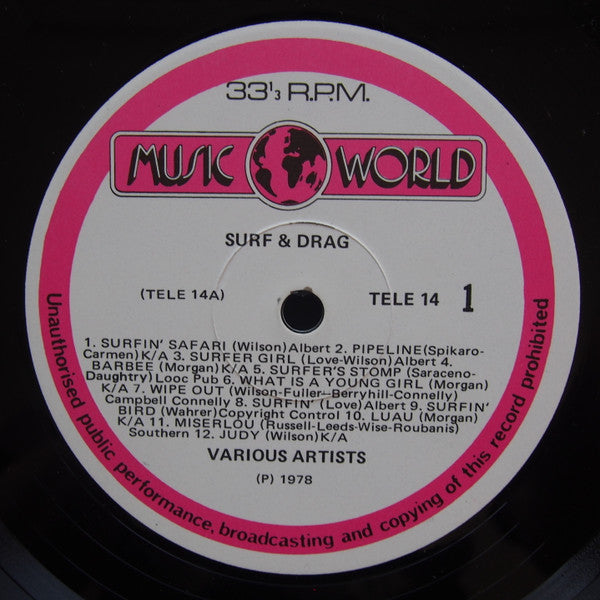 33 1/3 R.P.M.
MUSIC WORLD
SURF & DRAG
(TELE 14A)
TELE 14 1
1. SURFIN' SAFARI (Wilson)Albert 2. PIPELINE(Spikaro-
Carmen)K/A 3. SURFER GIRL (Love-Wilson)Albert 4.
BARBEE (Morgan)K/A 5. SURFER'S STOMP (Saraceno-
Daughtry)Looc Pub 6. WHAT IS A YOUNG GIRL (Morgan)
K/A 7. WIPE OUT (Wilson-Fuller-Berryhill-Connelly)
Campbell Connelly 8. SURFIN' (Love)Albert 9. SURFIN'
BIRD (Wahrer)Copyright Control 10. LUAU (Morgan)
K/A 11. MISERLOU (Russell-Leeds-Wise-Roubanis)
Southern 12. JUDY (Wilson)K/A
VARIOUS ARTISTS
(P) 1978
Unauthorised public performance, broadcasting and copying of this record prohibited